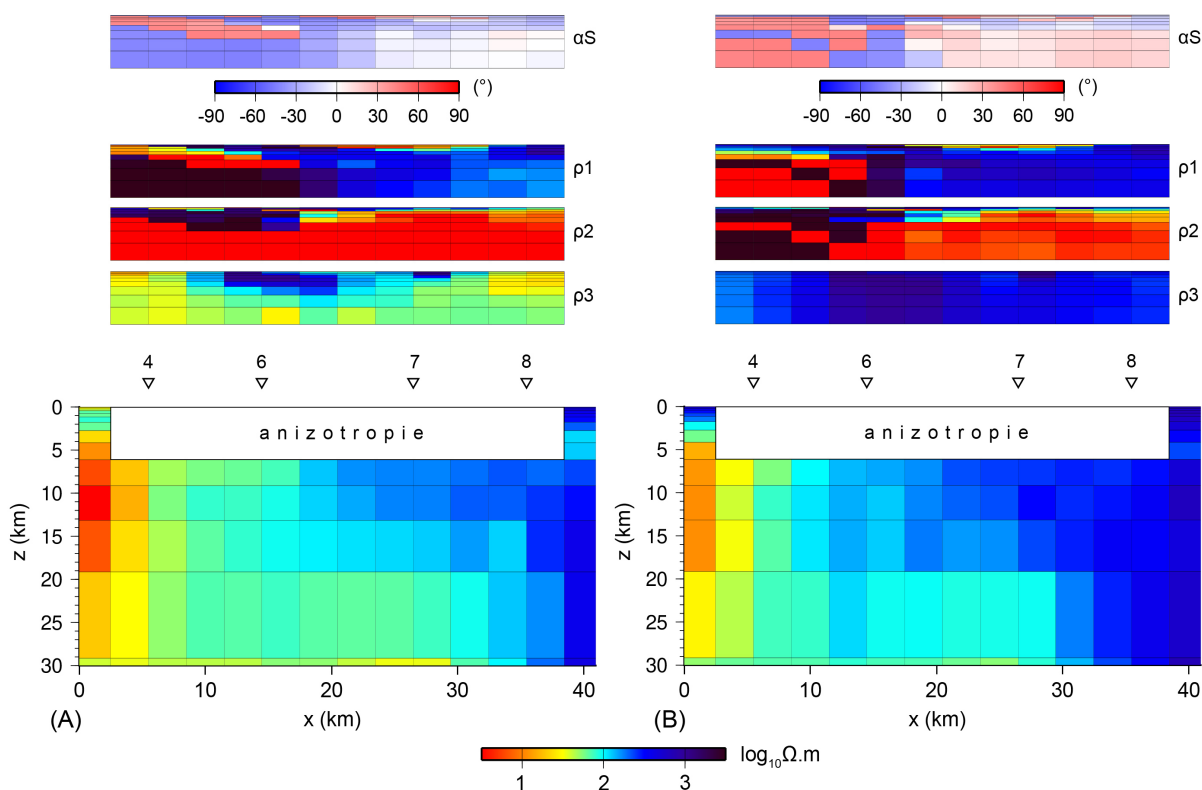 αS αS
(°) (°)
-90 -60 -30 0 30 60 90 -90 -60 -30 0 30 60 90
ρ1 ρ1
ρ2 ρ2
ρ3 ρ3
4 6 7 8 4 6 7 8
0 0
anizotropie anizotropie
5 5
10 10
z (km) z (km)
15 15
20 20
25 25
30 30
0 10 20 30 40 0 10 20 30 40
(A) x (km) (B) x (km)
log10Ω.m
1 2 3